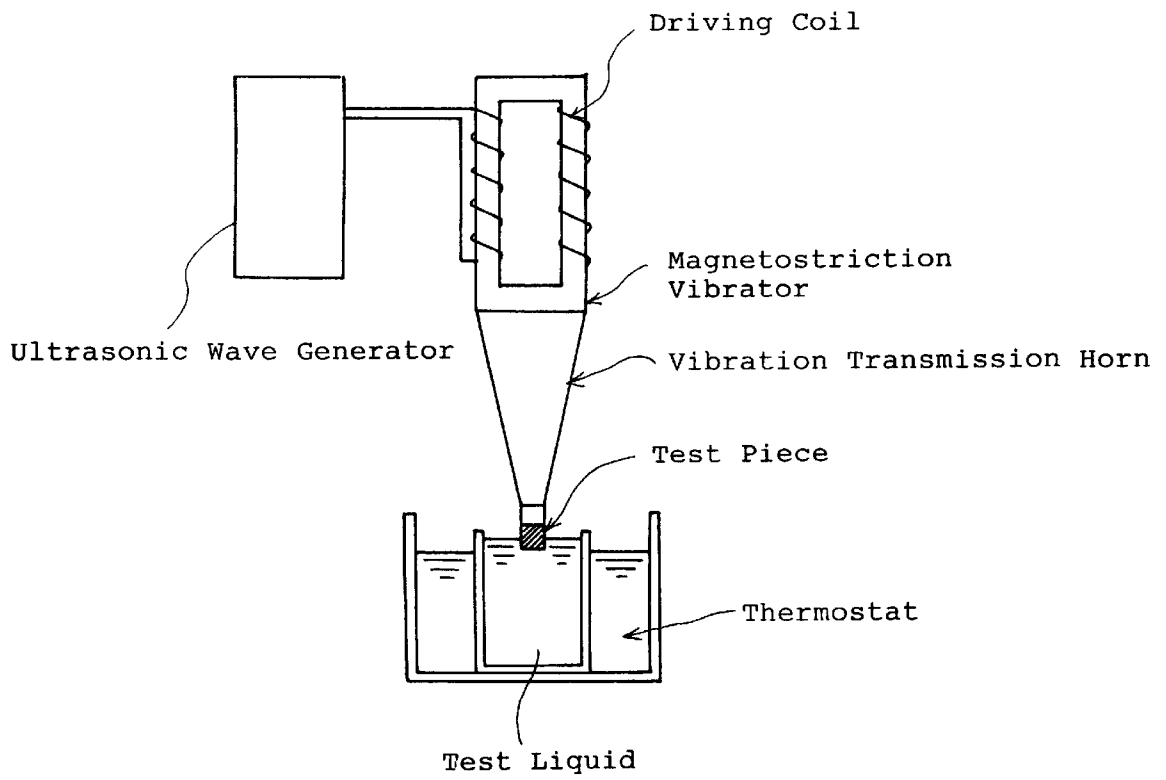 Driving Coil
Magnetostriction
Vibrator
Ultrasonic Wave Generator
Vibration Transmission Horn
Test Piece
Thermostat
Test Liquid